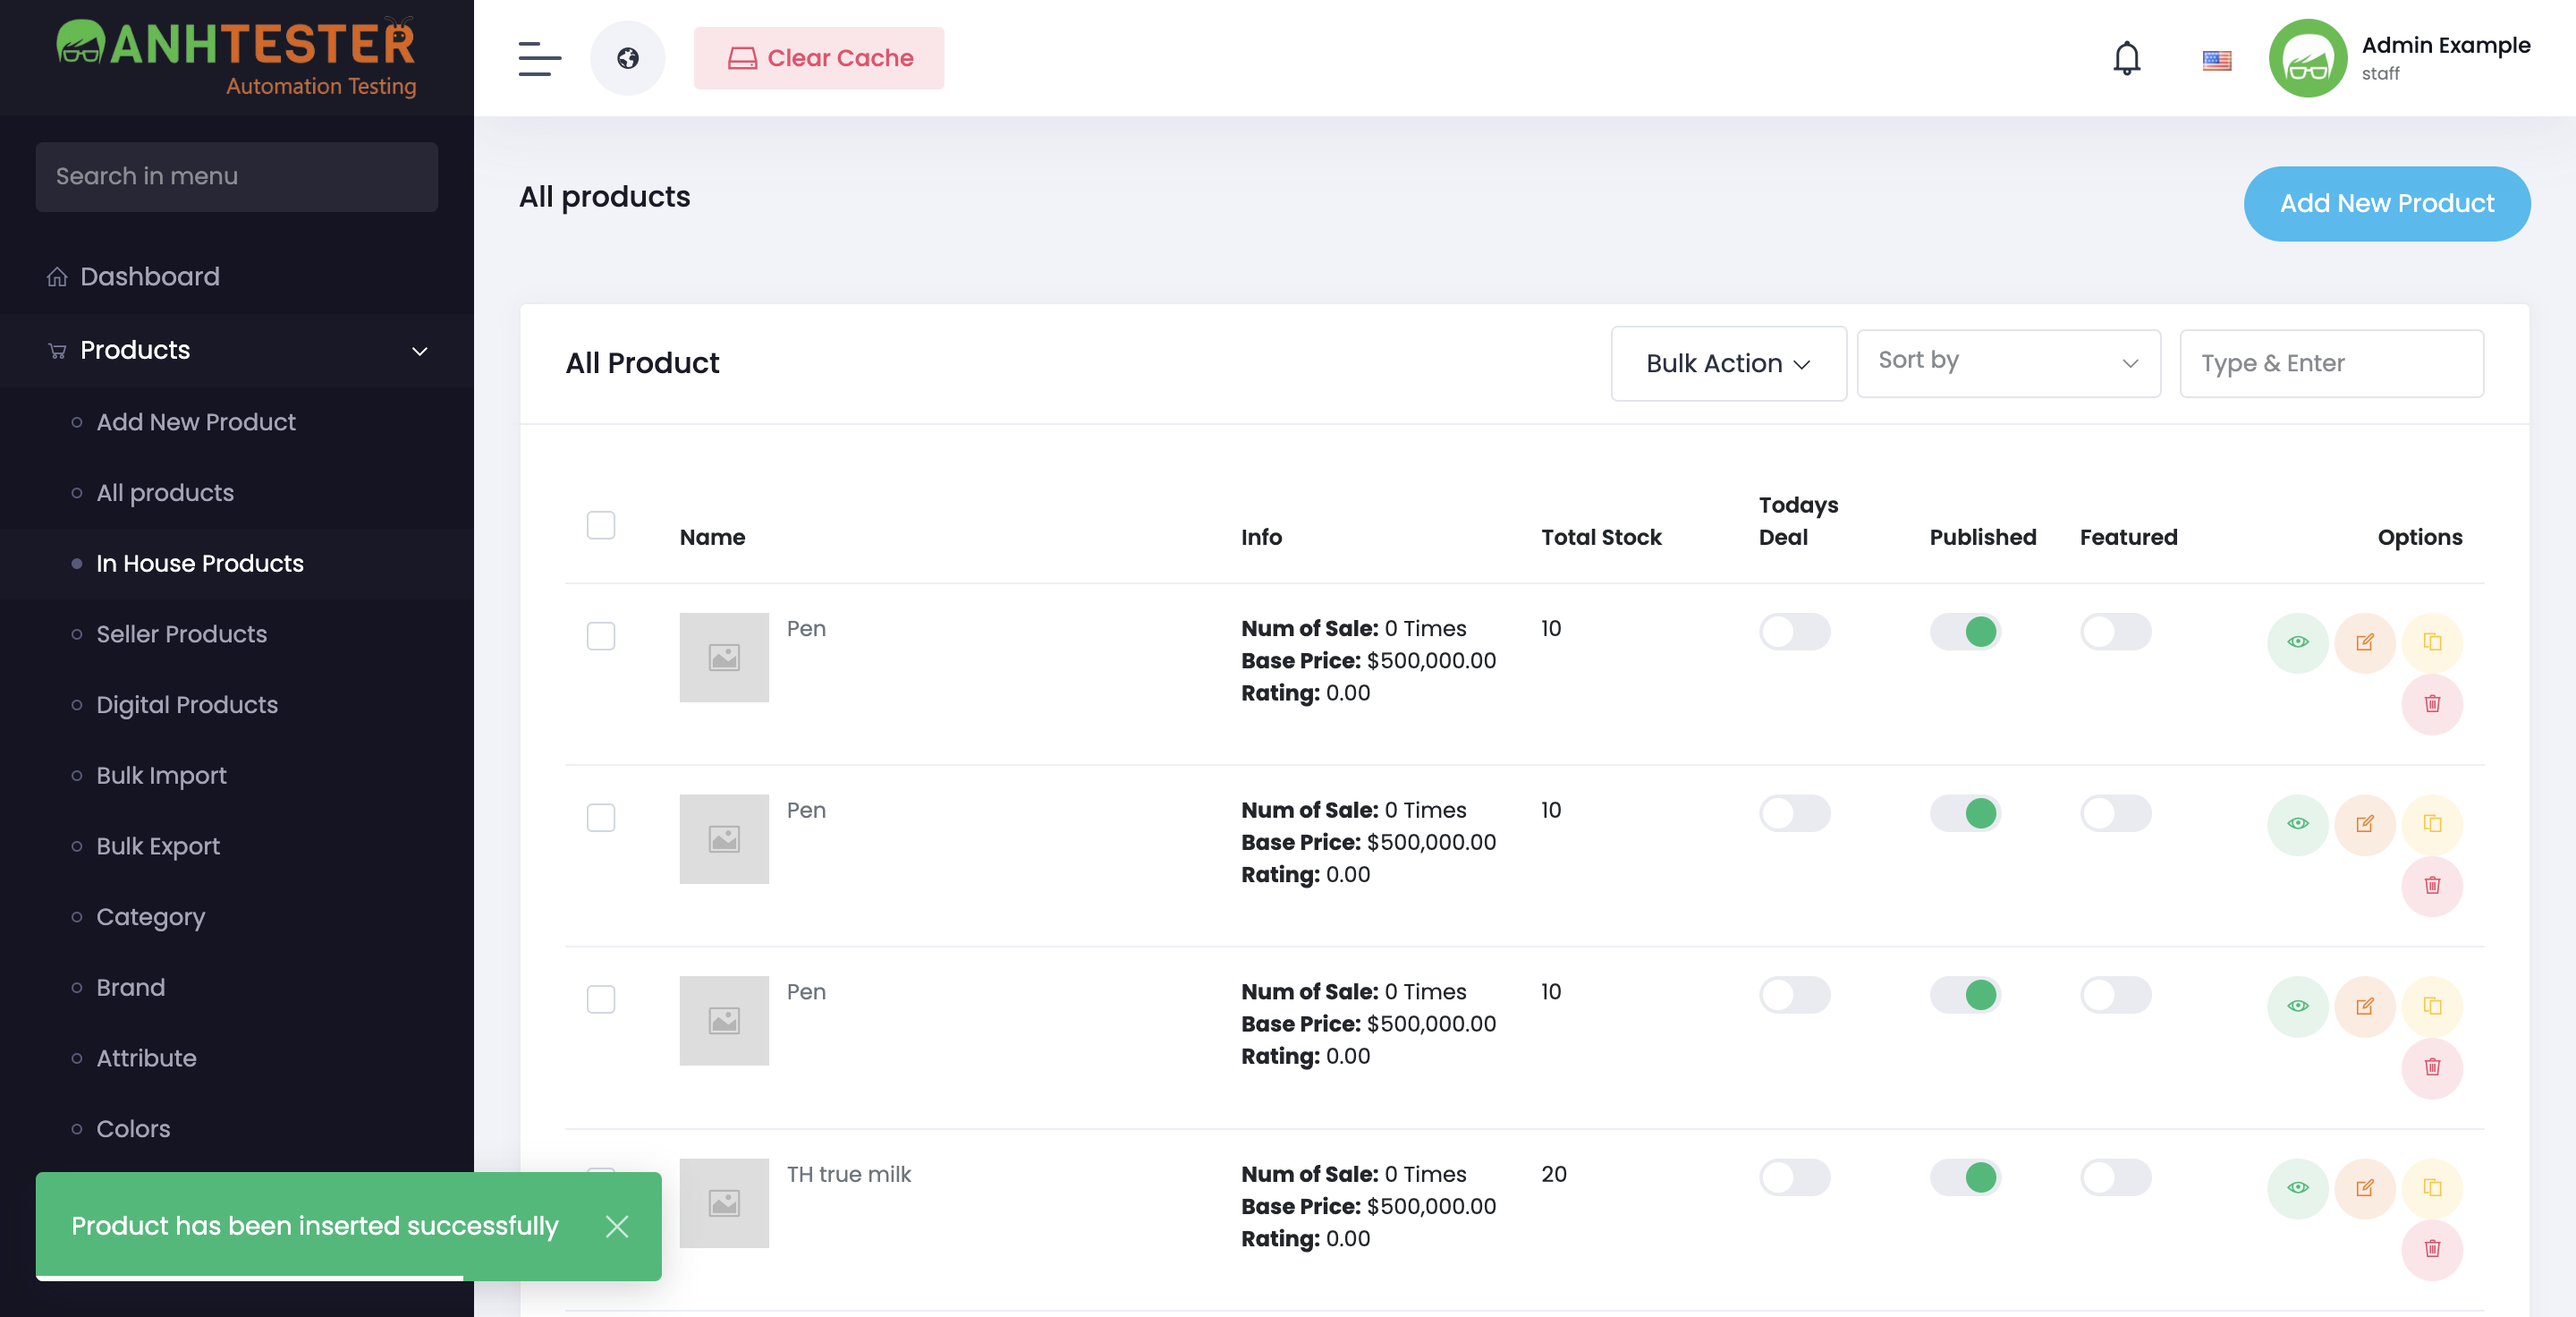 ANHTESTER
Automation Testing
Search in menu
Dashboard
Products
Add New Product
All products
In House Products
Seller Products
Digital Products
Bulk Import
Bulk Export
Category
Brand
Attribute
Colors
Product has been inserted successfully
Clear Cache
Admin Example
staff
All products
Add New Product
All Product
Bulk Action
Sort by
Type & Enter
Name
Info
Total Stock
Todays
Deal
Published
Featured
Options
Pen
Num of Sale: 0 Times
Base Price: $500,000.00
Rating: 0.00
10
Pen
Num of Sale: 0 Times
Base Price: $500,000.00
Rating: 0.00
10
Pen
Num of Sale: 0 Times
Base Price: $500,000.00
Rating: 0.00
10
TH true milk
Num of Sale: 0 Times
Base Price: $500,000.00
Rating: 0.00
20